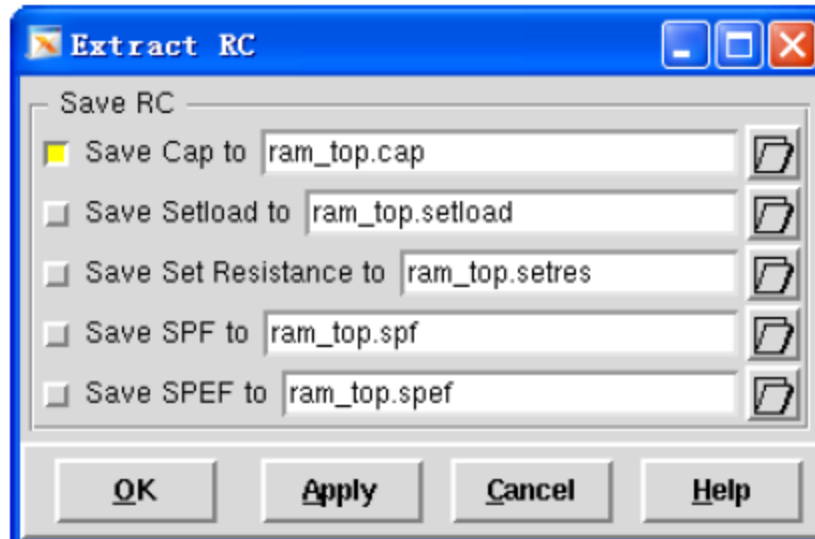 Extract RC
Save RC
Save Cap to ram_top.cap
Save Setload to ram_top.setload
Save Set Resistance to ram_top.setres
Save SPF to ram_top.spf
Save SPEF to ram_top.spef
OK Apply Cancel Help